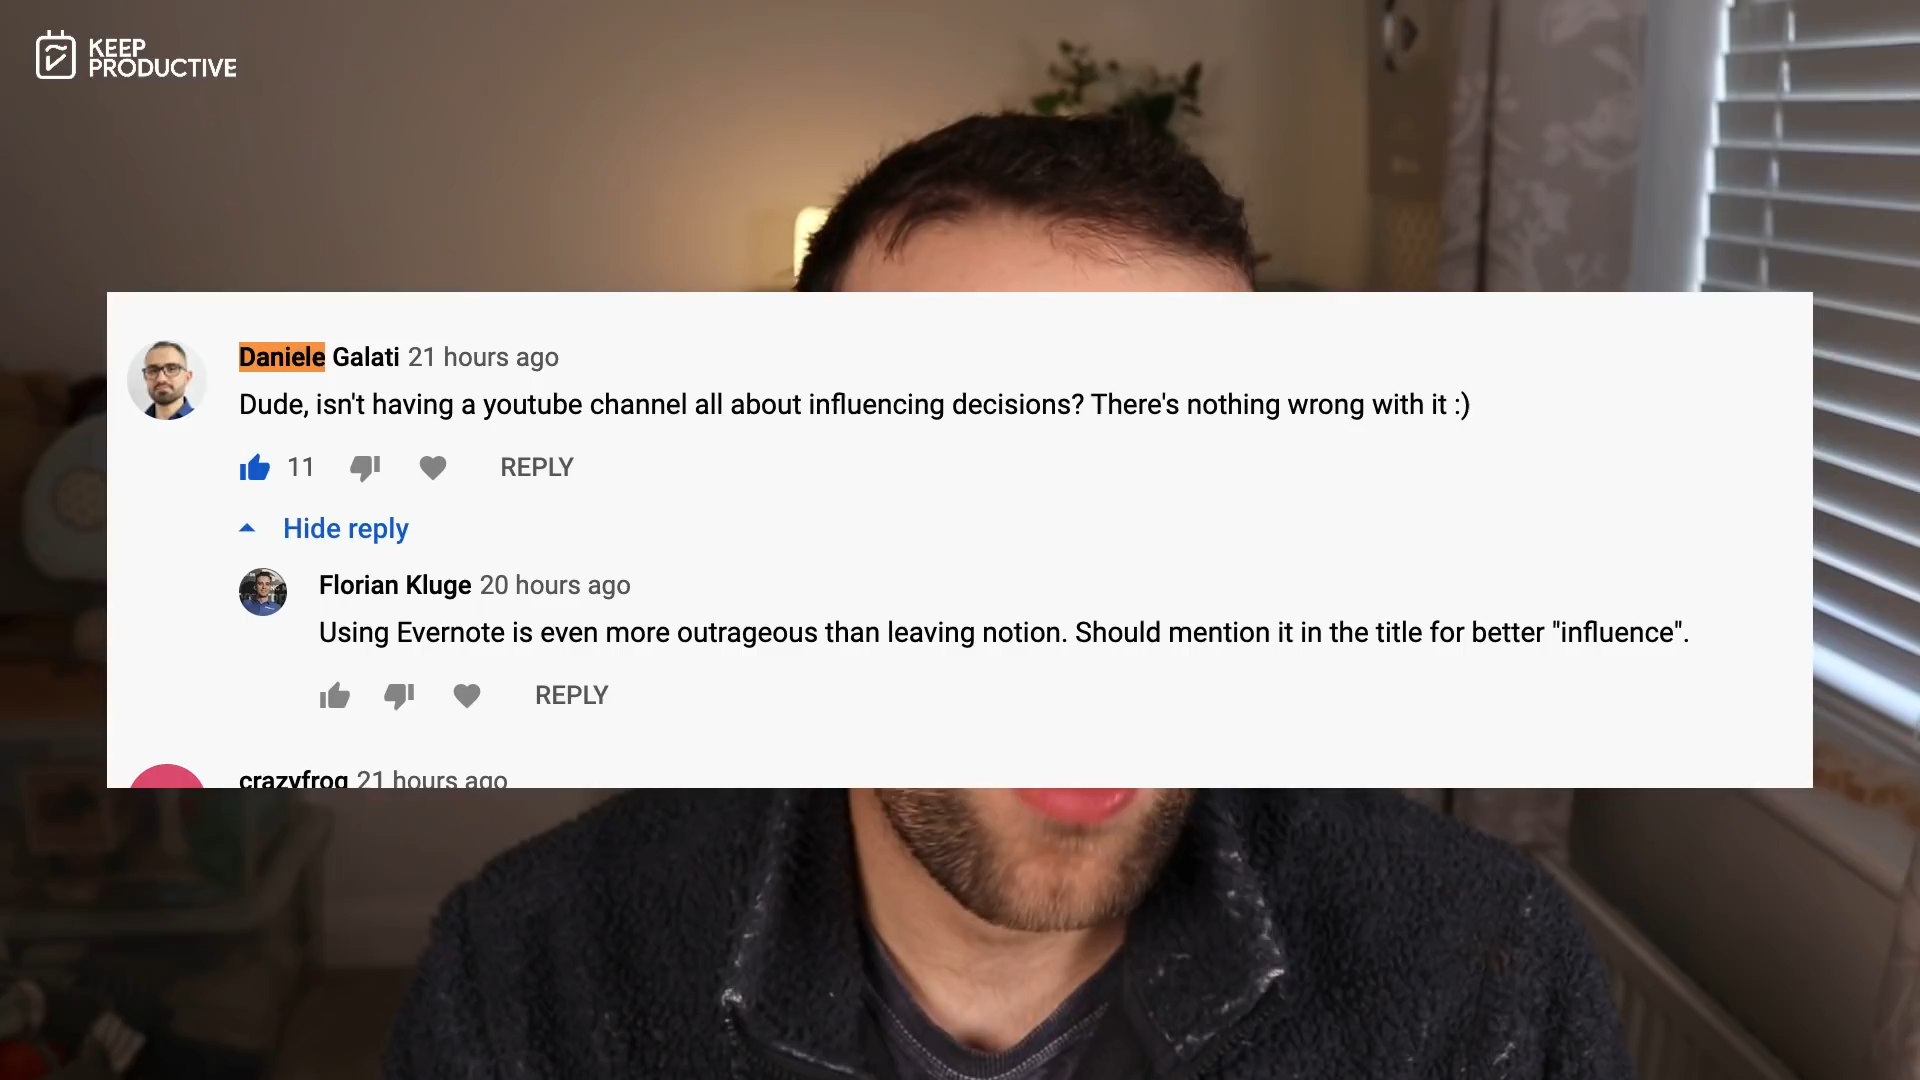 KEEP
PRODUCTIVE
Daniele Galati 21 hours ago
Dude, isn't having a youtube channel all about influencing decisions? There's nothing wrong with it :)
11 REPLY
Hide reply
Florian Kluge 20 hours ago
Using Evernote is even more outrageous than leaving notion. Should mention it in the title for better "influence".
REPLY
crazyfrog 21 hours ago